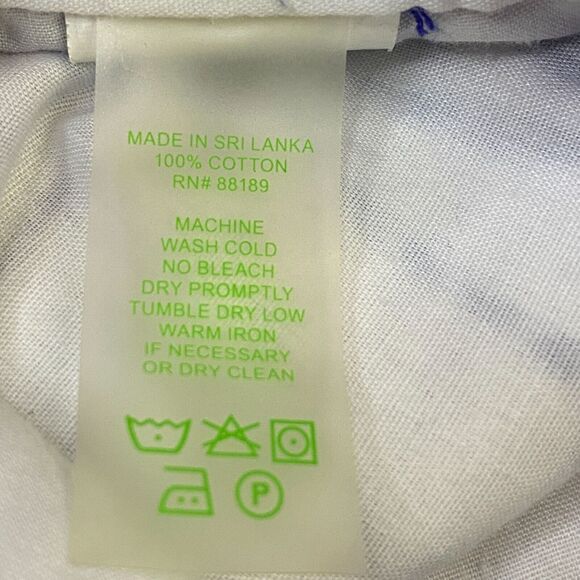 MADE IN SRI LANKA
100% COTTON
RN# 88189
MACHINE
WASH COLD
NO BLEACH
DRY PROMPTLY
TUMBLE DRY LOW
WARM IRON
IF NECESSARY
OR DRY CLEAN
P